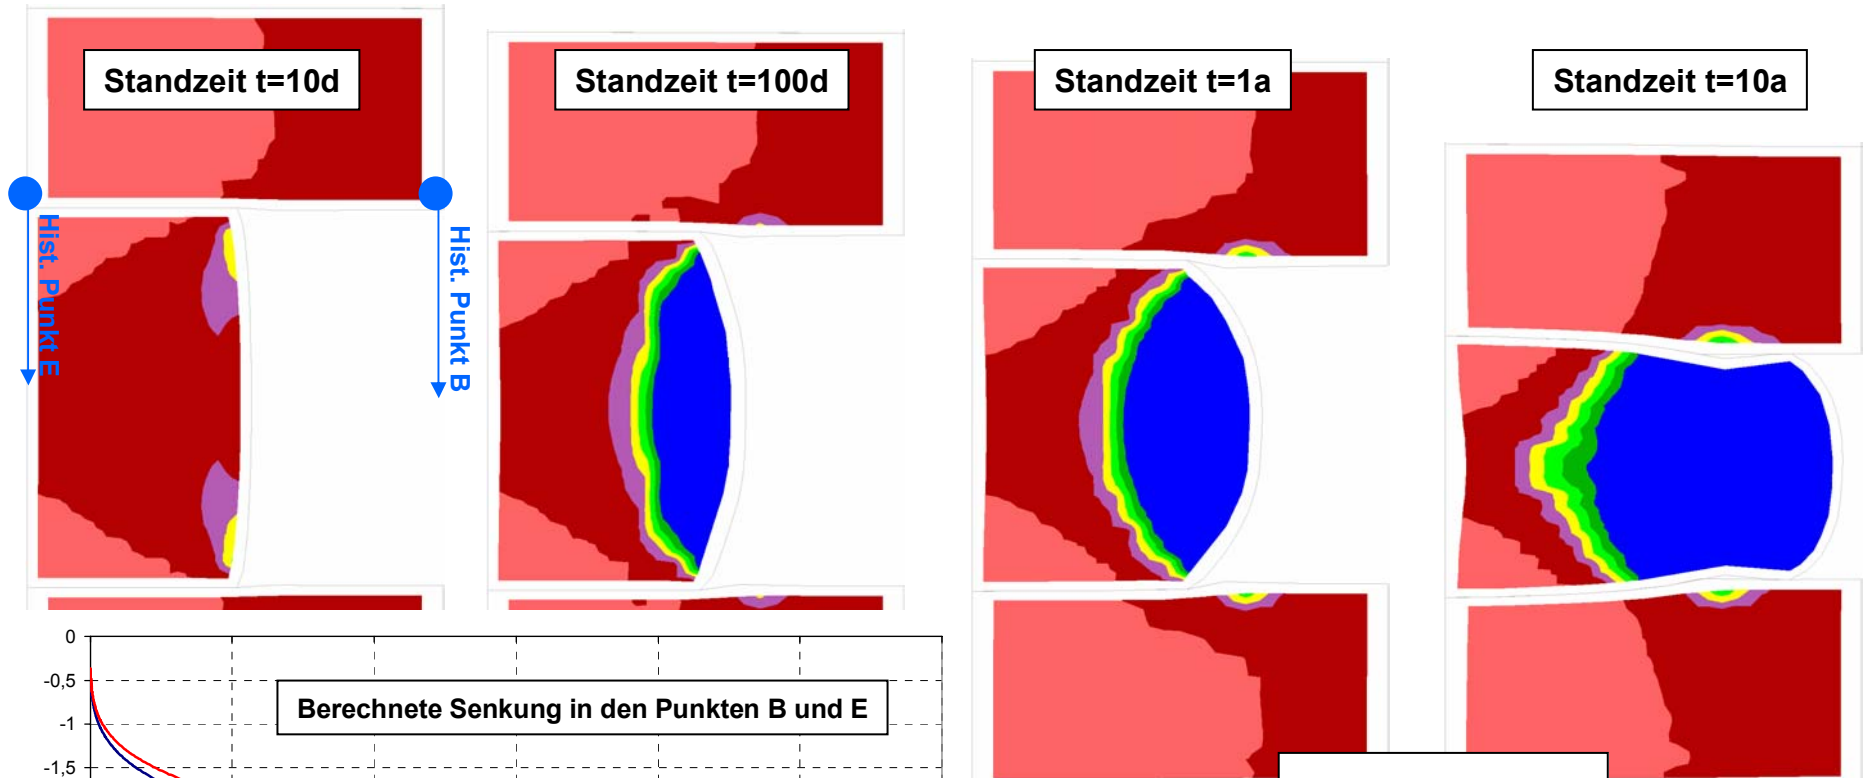 Standzeit t=10d
Standzeit t=100d
Standzeit t=1a
Standzeit t=10a
Hist. Punkt E
Hist. Punkt B
0
-0,5
Berechnete Senkung in den Punkten B und E
-1
-1,5